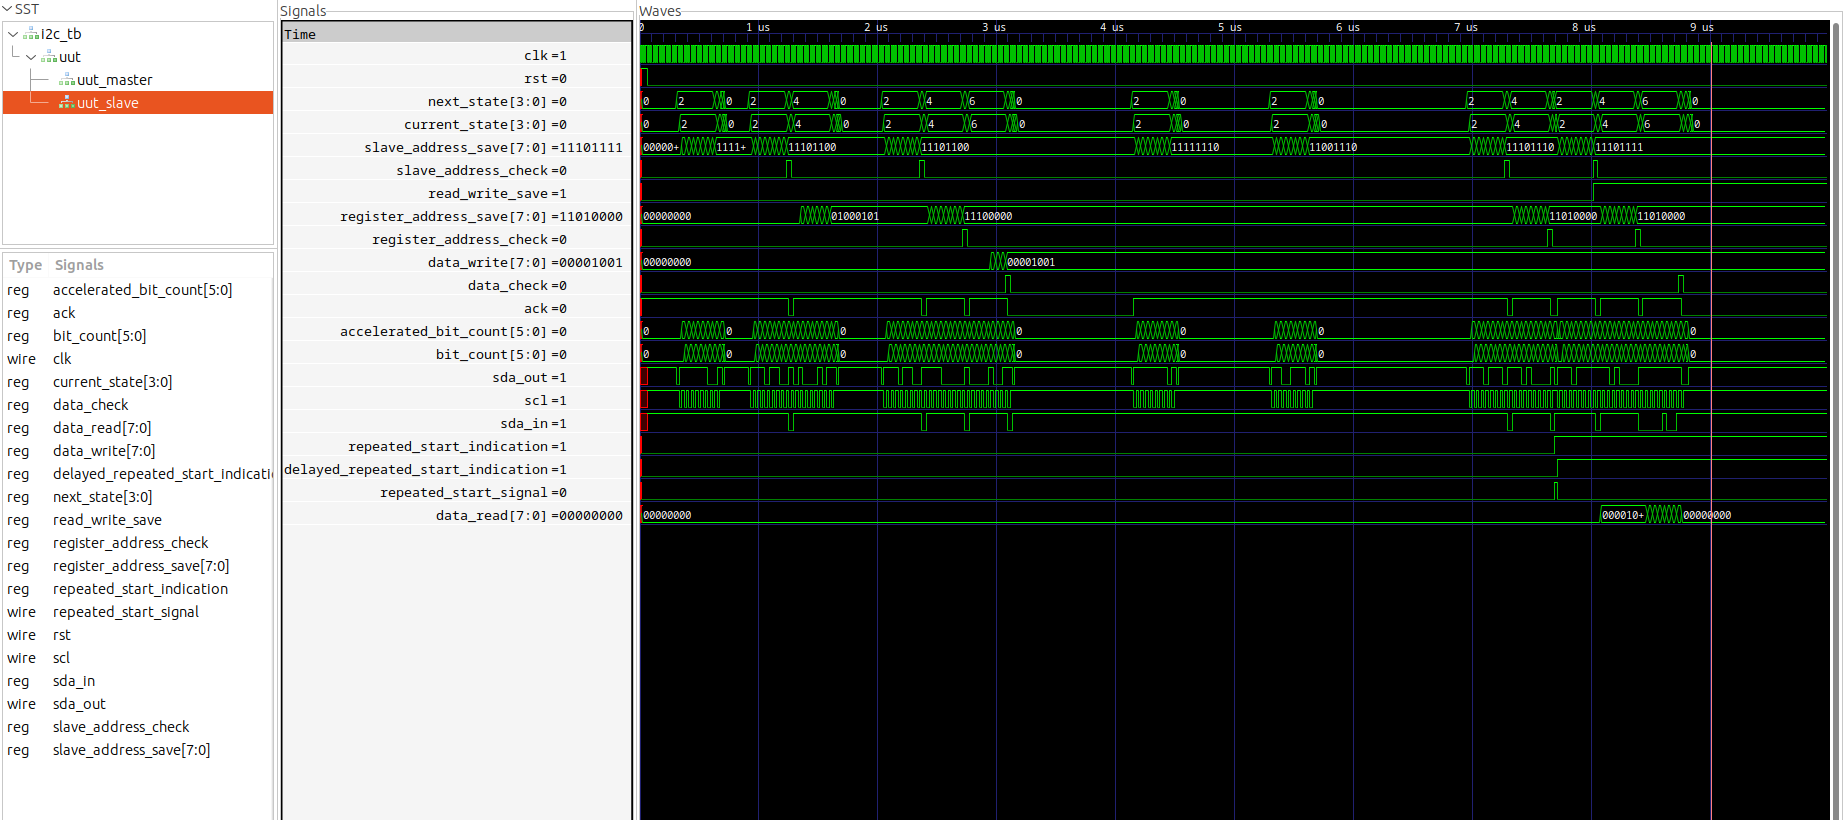 SST
i2c_tb
uut
uut_master
uut_slave
Type Signals
reg accelerated_bit_count[5:0]
reg ack
reg bit_count[5:0]
wire clk
reg current_state[3:0]
reg data_check
reg data_read[7:0]
reg data_write[7:0]
reg delayed_repeated_start_indicati
reg next_state[3:0]
reg read_write_save
reg register_address_check
reg register_address_save[7:0]
reg repeated_start_indication
wire repeated_start_signal
wire rst
wire scl
reg sda_in
wire sda_out
reg slave_address_check
reg slave_address_save[7:0]
Signals
Time
clk =1
rst =0
next_state[3:0] =0
current_state[3:0] =0
slave_address_save[7:0] =11101111
slave_address_check =0
read_write_save =1
register_address_save[7:0] =11010000
register_address_check =0
data_write[7:0] =00001001
data_check =0
ack =0
accelerated_bit_count[5:0] =0
bit_count[5:0] =0
sda_out =1
scl =1
sda_in =1
repeated_start_indication =1
delayed_repeated_start_indication =1
repeated_start_signal =0
data_read[7:0] =00000000
Waves
0 1 us 2 us 3 us 4 us 5 us 6 us 7 us 8 us 9 us
0 2 0 2 4 0 2 4 6 0 2 0 2 0 2 4 2 4 6 0
0 2 0 2 4 0 2 4 6 0 2 0 2 0 2 4 2 4 6 0
00000+ 1111+ 11101100 11101100 11111110 11001110 11101110 11101111
00000000 01000101 11100000 11010000 11010000
00000000 00001001
0 0 0 0 0 0 0
0 0 0 0 0 0 0
00000000 000010+ 00000000